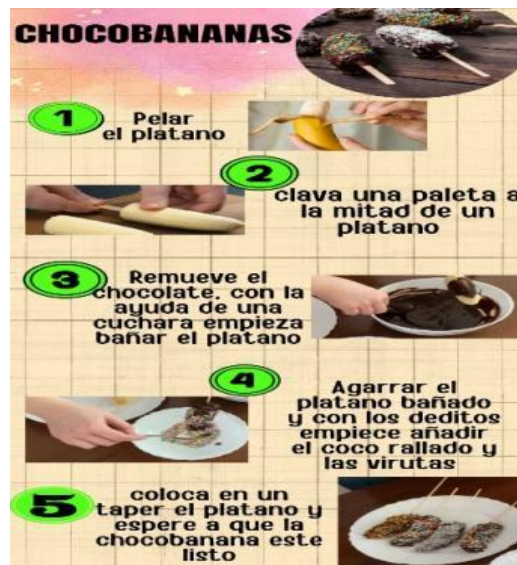 CHOCOBANANAS
1
Pelar
el platano
2
clava una paleta a
la mitad de un
platano
3
Remueve el
chocolate, con la
ayuda de una
cuchara empieza
bañar el platano
4
Agarrar el
platano bañado
y con los deditos
empiece añadir
el coco rallado y
las virutas
5
coloca en un
taper el platano y
espere a que la
chocobanana este
listo